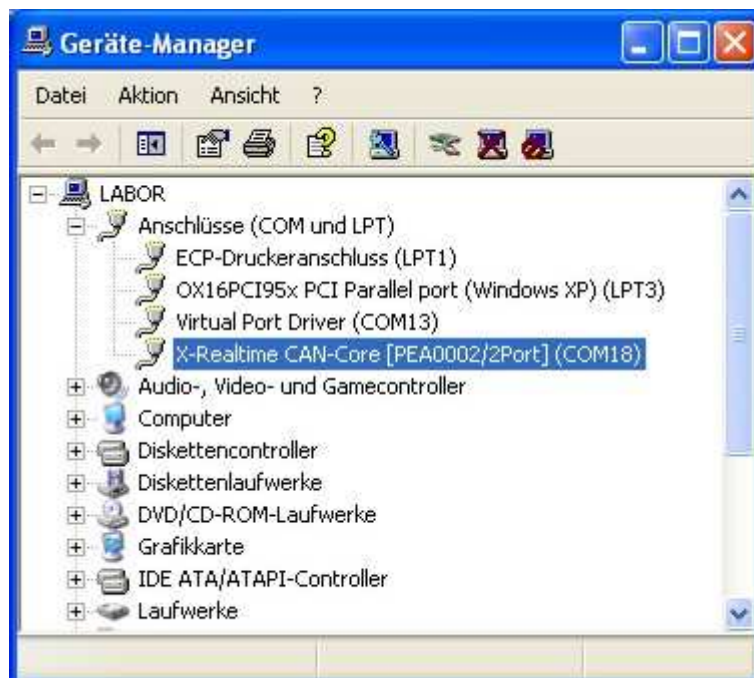 Geräte-Manager
Datei Aktion Ansicht ?
LABOR
Anschlüsse (COM und LPT)
ECP-Druckeranschluss (LPT1)
OX16PCI95x PCI Parallel port (Windows XP) (LPT3)
Virtual Port Driver (COM13)
X-Realtime CAN-Core [PEA0002/2Port] (COM18)
Audio-, Video- und Gamecontroller
Computer
Diskettencontroller
Diskettenlaufwerke
DVD/CD-ROM-Laufwerke
Grafikkarte
IDE ATA/ATAPI-Controller
Laufwerke